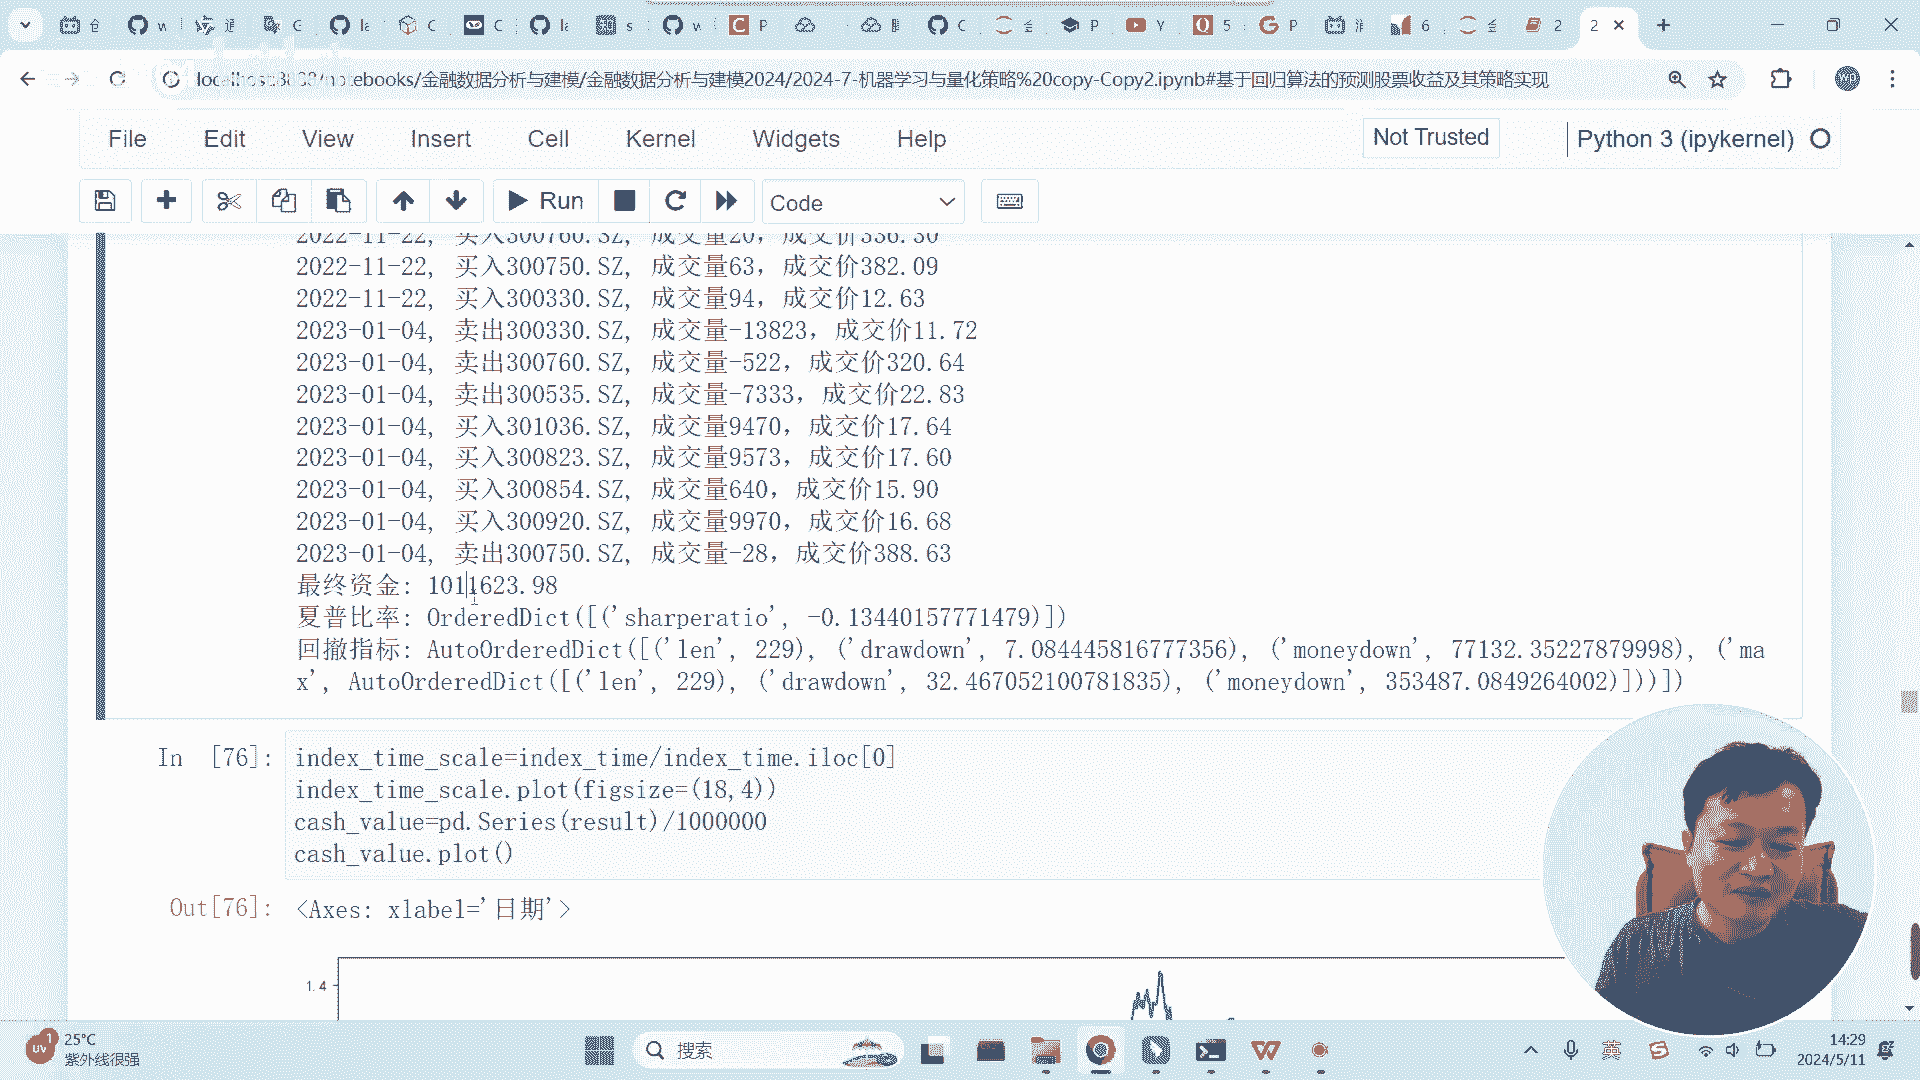 localhost:8888/notebooks/金融数据分析与建模/金融数据分析与建模2024/2024-7-机器学习与量化策略%20copy-Copy2.ipynb#基于回归算法的预测股票收益及其策略实现
File Edit View Insert Cell Kernel Widgets Help Not Trusted Python 3 (ipykernel)
Run Code
2022-11-22, 买入300760.SZ, 成交量20，成交价336.30
2022-11-22, 买入300750.SZ, 成交量63，成交价382.09
2022-11-22, 买入300330.SZ, 成交量94，成交价12.63
2023-01-04, 卖出300330.SZ, 成交量-13823，成交价11.72
2023-01-04, 卖出300760.SZ, 成交量-522，成交价320.64
2023-01-04, 卖出300535.SZ, 成交量-7333，成交价22.83
2023-01-04, 买入301036.SZ, 成交量9470，成交价17.64
2023-01-04, 买入300823.SZ, 成交量9573，成交价17.60
2023-01-04, 买入300854.SZ, 成交量640，成交价15.90
2023-01-04, 买入300920.SZ, 成交量9970，成交价16.68
2023-01-04, 卖出300750.SZ, 成交量-28，成交价388.63
最终资金: 1011623.98
夏普比率: OrderedDict([('sharperatio', -0.13440157771479)])
回撤指标: AutoOrderedDict([('len', 229), ('drawdown', 7.084445816777356), ('moneydown', 77132.35227879998), ('ma
x', AutoOrderedDict([('len', 229), ('drawdown', 32.467052100781835), ('moneydown', 353487.0849264002)]))])
In [76]: index_time_scale=index_time/index_time.iloc[0]
index_time_scale.plot(figsize=(18,4))
cash_value=pd.Series(result)/1000000
cash_value.plot()
Out[76]: <Axes: xlabel='日期'>
1.4
25°C
紫外线很强
搜索
英
14:29
2024/5/11